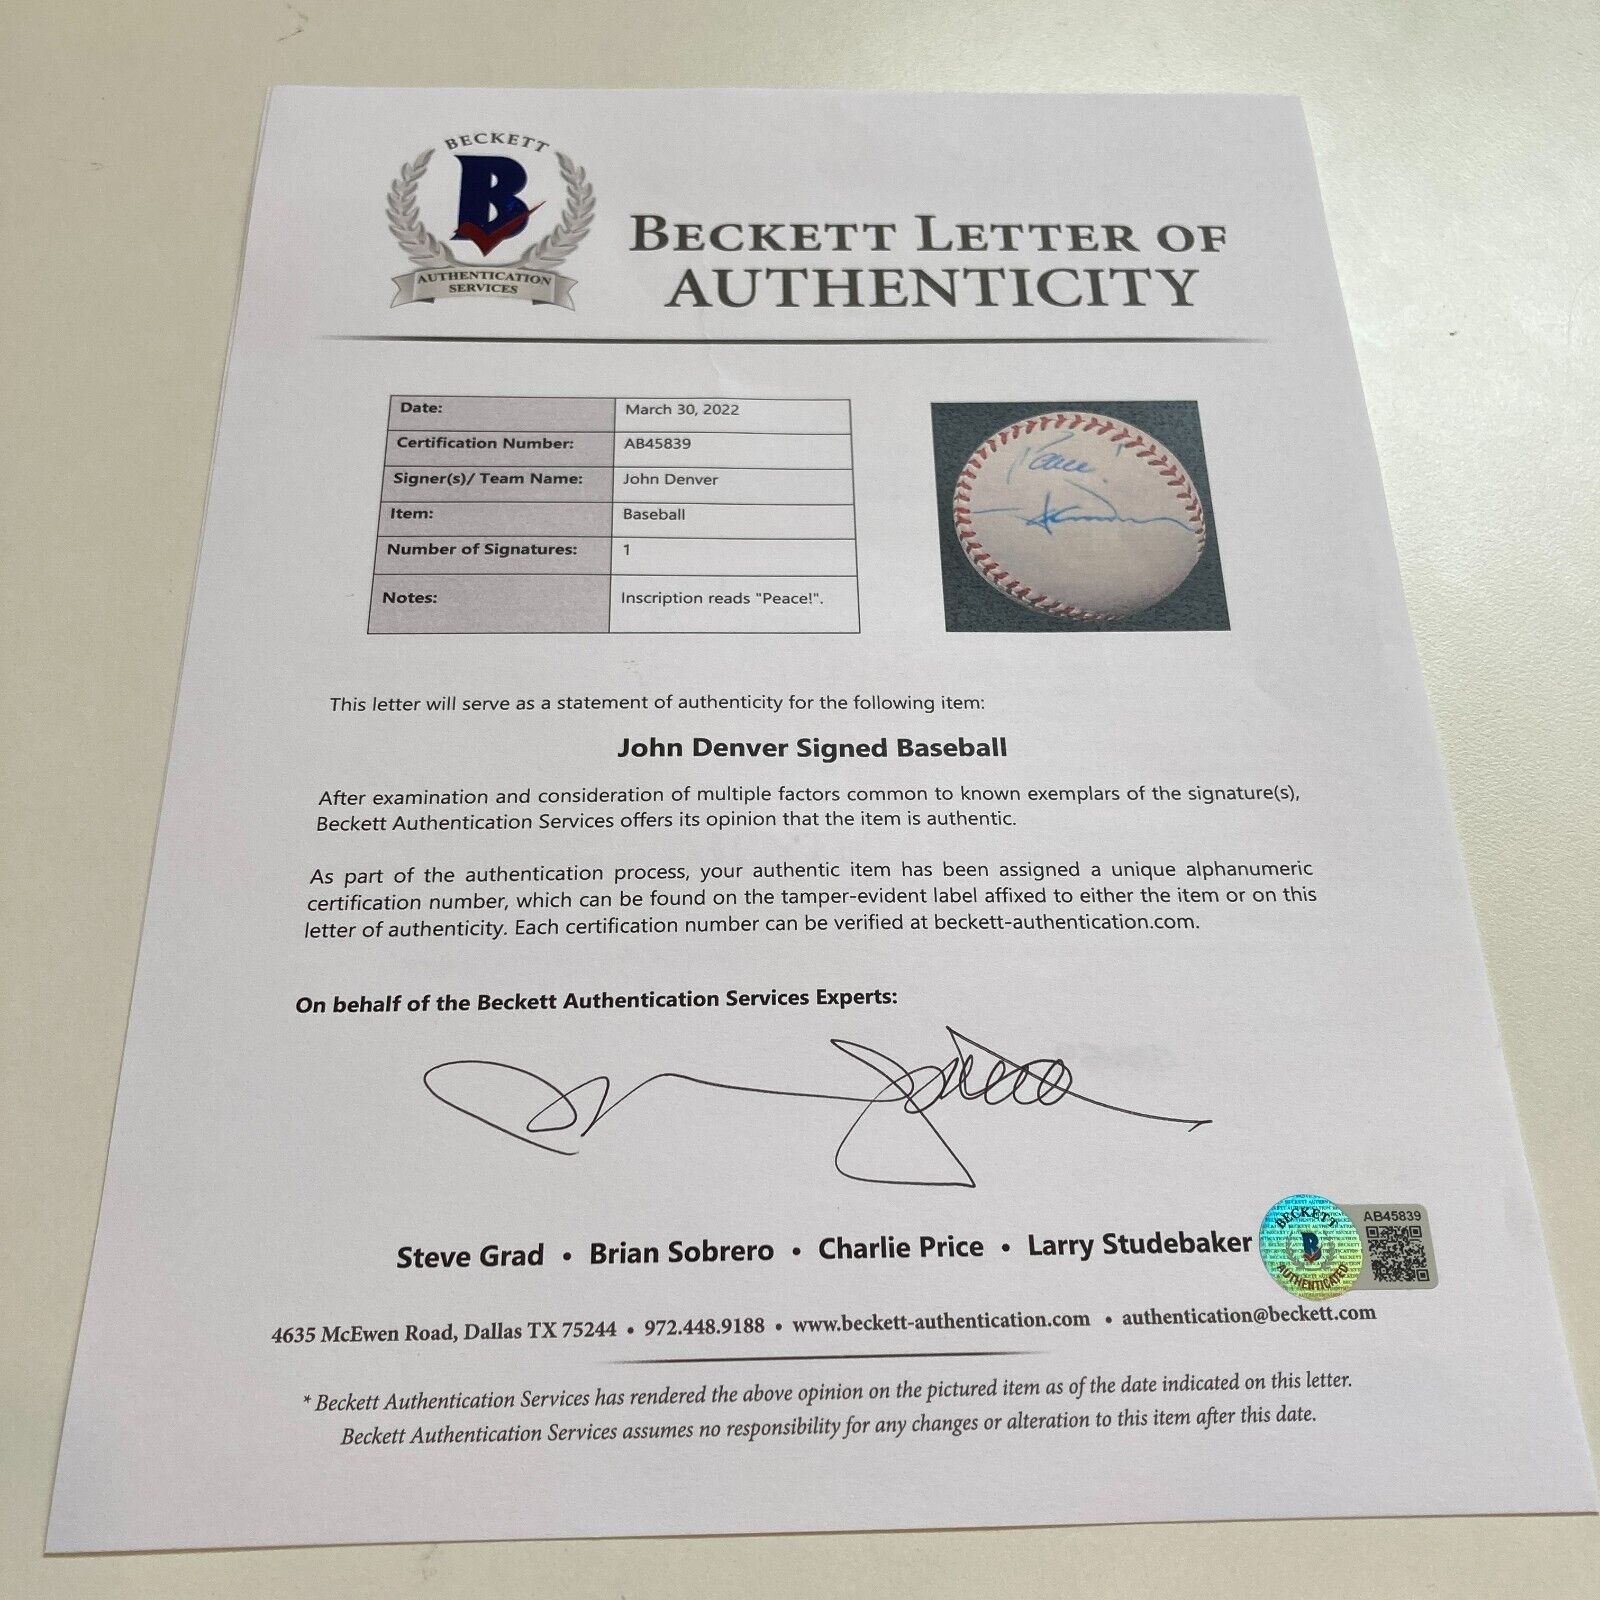 BECKETT
B
AUTHENTICATION
SERVICES
BECKETT LETTER OF
AUTHENTICITY
Date: March 30, 2022
Certification Number: AB45839
Signer(s)/ Team Name: John Denver
Item: Baseball
Number of Signatures: 1
Notes: Inscription reads "Peace!".
Peace!
This letter will serve as a statement of authenticity for the following item:
John Denver Signed Baseball
After examination and consideration of multiple factors common to known exemplars of the signature(s),
Beckett Authentication Services offers its opinion that the item is authentic.
As part of the authentication process, your authentic item has been assigned a unique alphanumeric
certification number, which can be found on the tamper-evident label affixed to either the item or on this
letter of authenticity. Each certification number can be verified at beckett-authentication.com.
On behalf of the Beckett Authentication Services Experts:
Steve Grad • Brian Sobrero • Charlie Price • Larry Studebaker
BECKETT
B
AUTHENTICATED
AB45839
4635 McEwen Road, Dallas TX 75244 • 972.448.9188 • www.beckett-authentication.com • authentication@beckett.com
* Beckett Authentication Services has rendered the above opinion on the pictured item as of the date indicated on this letter.
Beckett Authentication Services assumes no responsibility for any changes or alteration to this item after this date.